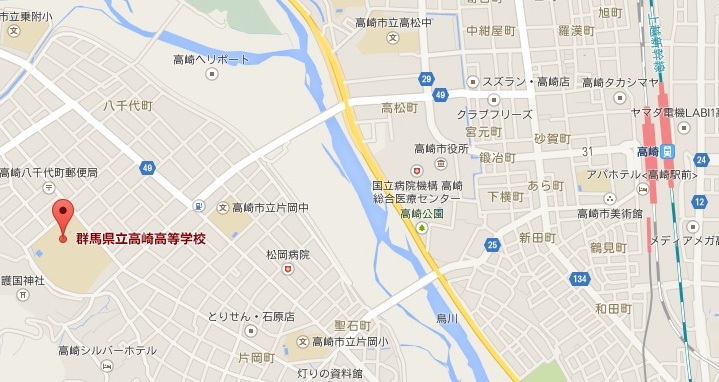 市立乗附小
高崎市立高松中
旭町
羅漢町
中紺屋町
上越新幹線
高崎ヘリポート
29
スズラン・高崎店
高崎タカシマヤ
49
八千代町
高松町
クラブフリーズ
ヤマダ電機LABI1高
宮元町
砂賀町
高崎市役所
鍛冶町
31
高崎
49
高崎八千代町郵便局
国立病院機構 高崎
総合医療センター
あら町
アパホテル<高崎駅前>
下横町
24
12
高崎市立片岡中
高崎公園
高崎市美術館
群馬県立高崎高等学校
新田町
メディアメガ高
25
鶴見町
松岡病院
134
護国神社
和田町
とりせん・石原店
聖石町
烏川
高崎市立片岡小
高崎シルバーホテル
片岡町
灯りの資料館